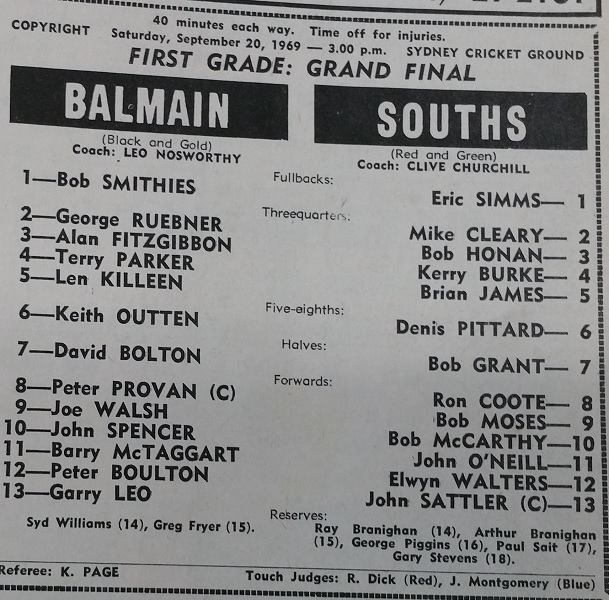 COPYRIGHT
40 minutes each way. Time off for injuries.
Saturday, September 20, 1969 — 3.00 p.m. SYDNEY CRICKET GROUND
FIRST GRADE: GRAND FINAL
BALMAIN
(Black and Gold)
Coach: LEO NOSWORTHY
SOUTHS
(Red and Green)
Coach: CLIVE CHURCHILL
Fullbacks:
1—Bob SMITHIES
Eric SIMMS— 1
Threequarters:
2—George RUEBNER
Mike CLEARY— 2
3—Alan FITZGIBBON
Bob HONAN— 3
4—Terry PARKER
Kerry BURKE— 4
5—Len KILLEEN
Brian JAMES— 5
Five-eighths:
6—Keith OUTTEN
Denis PITTARD— 6
Halves:
7—David BOLTON
Bob GRANT— 7
Forwards:
8—Peter PROVAN (C)
Ron COOTE— 8
9—Joe WALSH
Bob MOSES— 9
10—John SPENCER
Bob McCARTHY—10
11—Barry McTAGGART
John O'NEILL—11
12—Peter BOULTON
Elwyn WALTERS—12
13—Garry LEO
John SATTLER (C)—13
Reserves:
Syd Williams (14), Greg Fryer (15).
Ray Branighan (14), Arthur Branighan
(15), George Piggins (16), Paul Sait (17),
Gary Stevens (18).
Referee: K. PAGE
Touch Judges: R. Dick (Red), J. Montgomery (Blue)